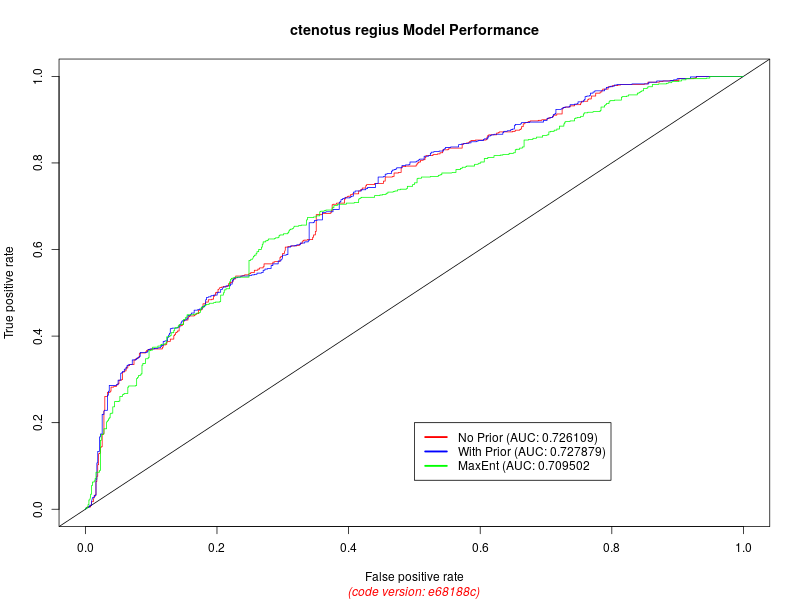 ctenotus regius Model Performance
True positive rate
1.0
0.8
0.6
0.4
0.2
0.0
No Prior (AUC: 0.726109)
With Prior (AUC: 0.727879)
MaxEnt (AUC: 0.709502
0.0 0.2 0.4 0.6 0.8 1.0
False positive rate
(code version: e68188c)